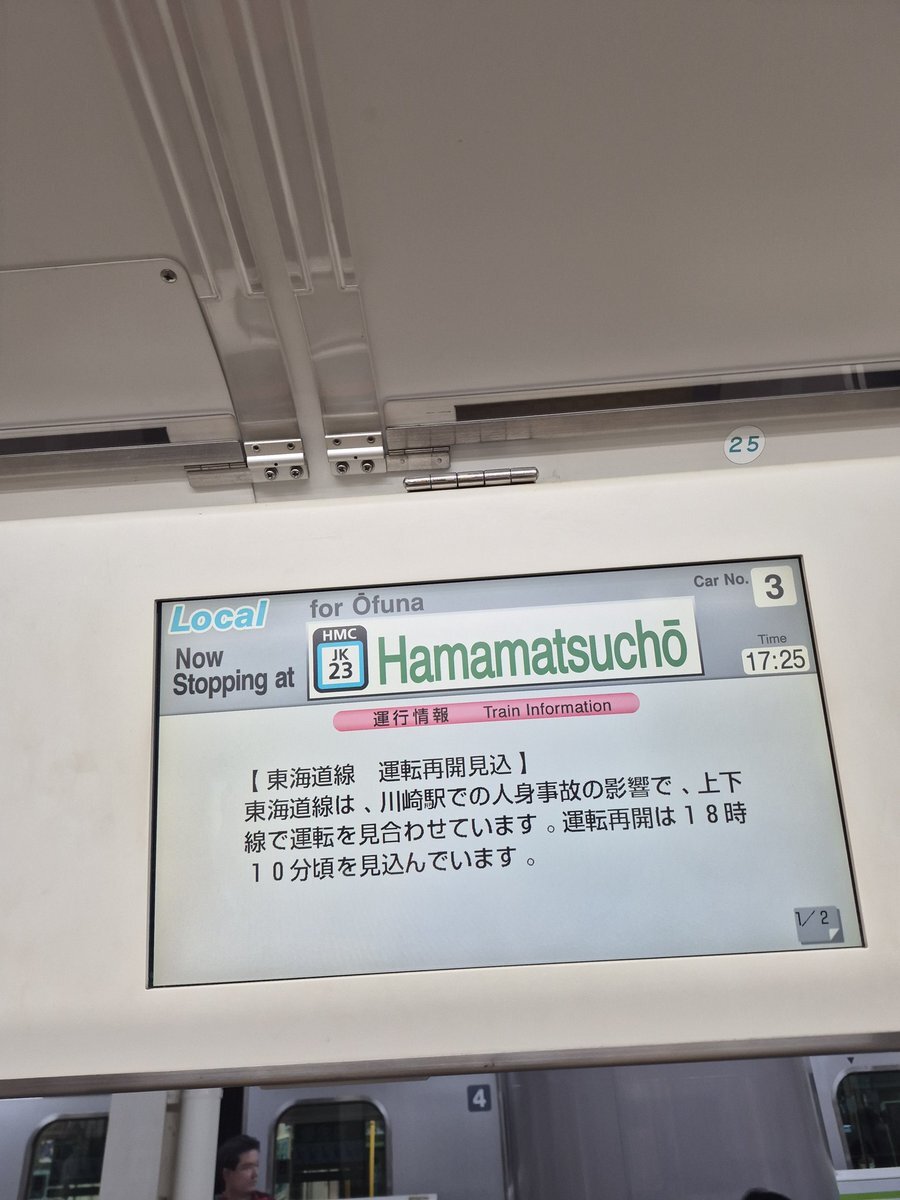 25
Local for Ōfuna
Car No. 3
Now
Stopping at
HMC
JK
23
Hamamatsuchō
Time
17:25
運行情報 Train Information
【東海道線 運転再開見込】
東海道線は、川崎駅での人身事故の影響で、上下
線で運転を見合わせています。運転再開は18時
10分頃を見込んでいます。
1/2
4